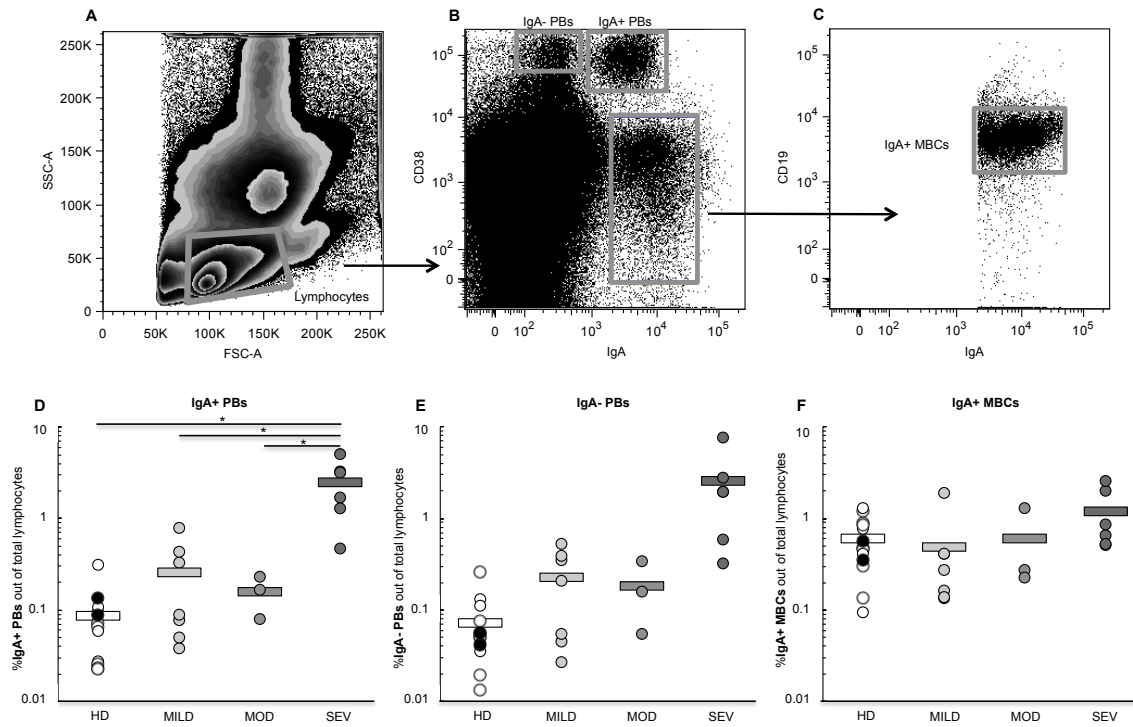 A
250K
200K
150K
100K
50K
0
SSC-A
0 50K 100K 150K 200K 250K
FSC-A
Lymphocytes
B
IgA- PBs IgA+ PBs
10^5
10^4
10^3
10^2
0
CD38
0 10^2 10^3 10^4 10^5
IgA
C
10^5
10^4
10^3
10^2
0
CD19
IgA+ MBCs
0 10^2 10^3 10^4 10^5
IgA
D
IgA+ PBs
*
*
*
10
1
0.1
0.01
%IgA+ PBs out of total lymphocytes
HD MILD MOD SEV
E
IgA- PBs
10
1
0.1
0.01
%IgA- PBs out of total lymphocytes
HD MILD MOD SEV
F
IgA+ MBCs
10
1
0.1
0.01
%IgA+ MBCs out of total lymphocytes
HD MILD MOD SEV